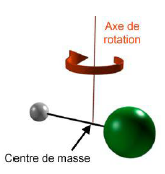 Axe de
rotation
Centre de masse